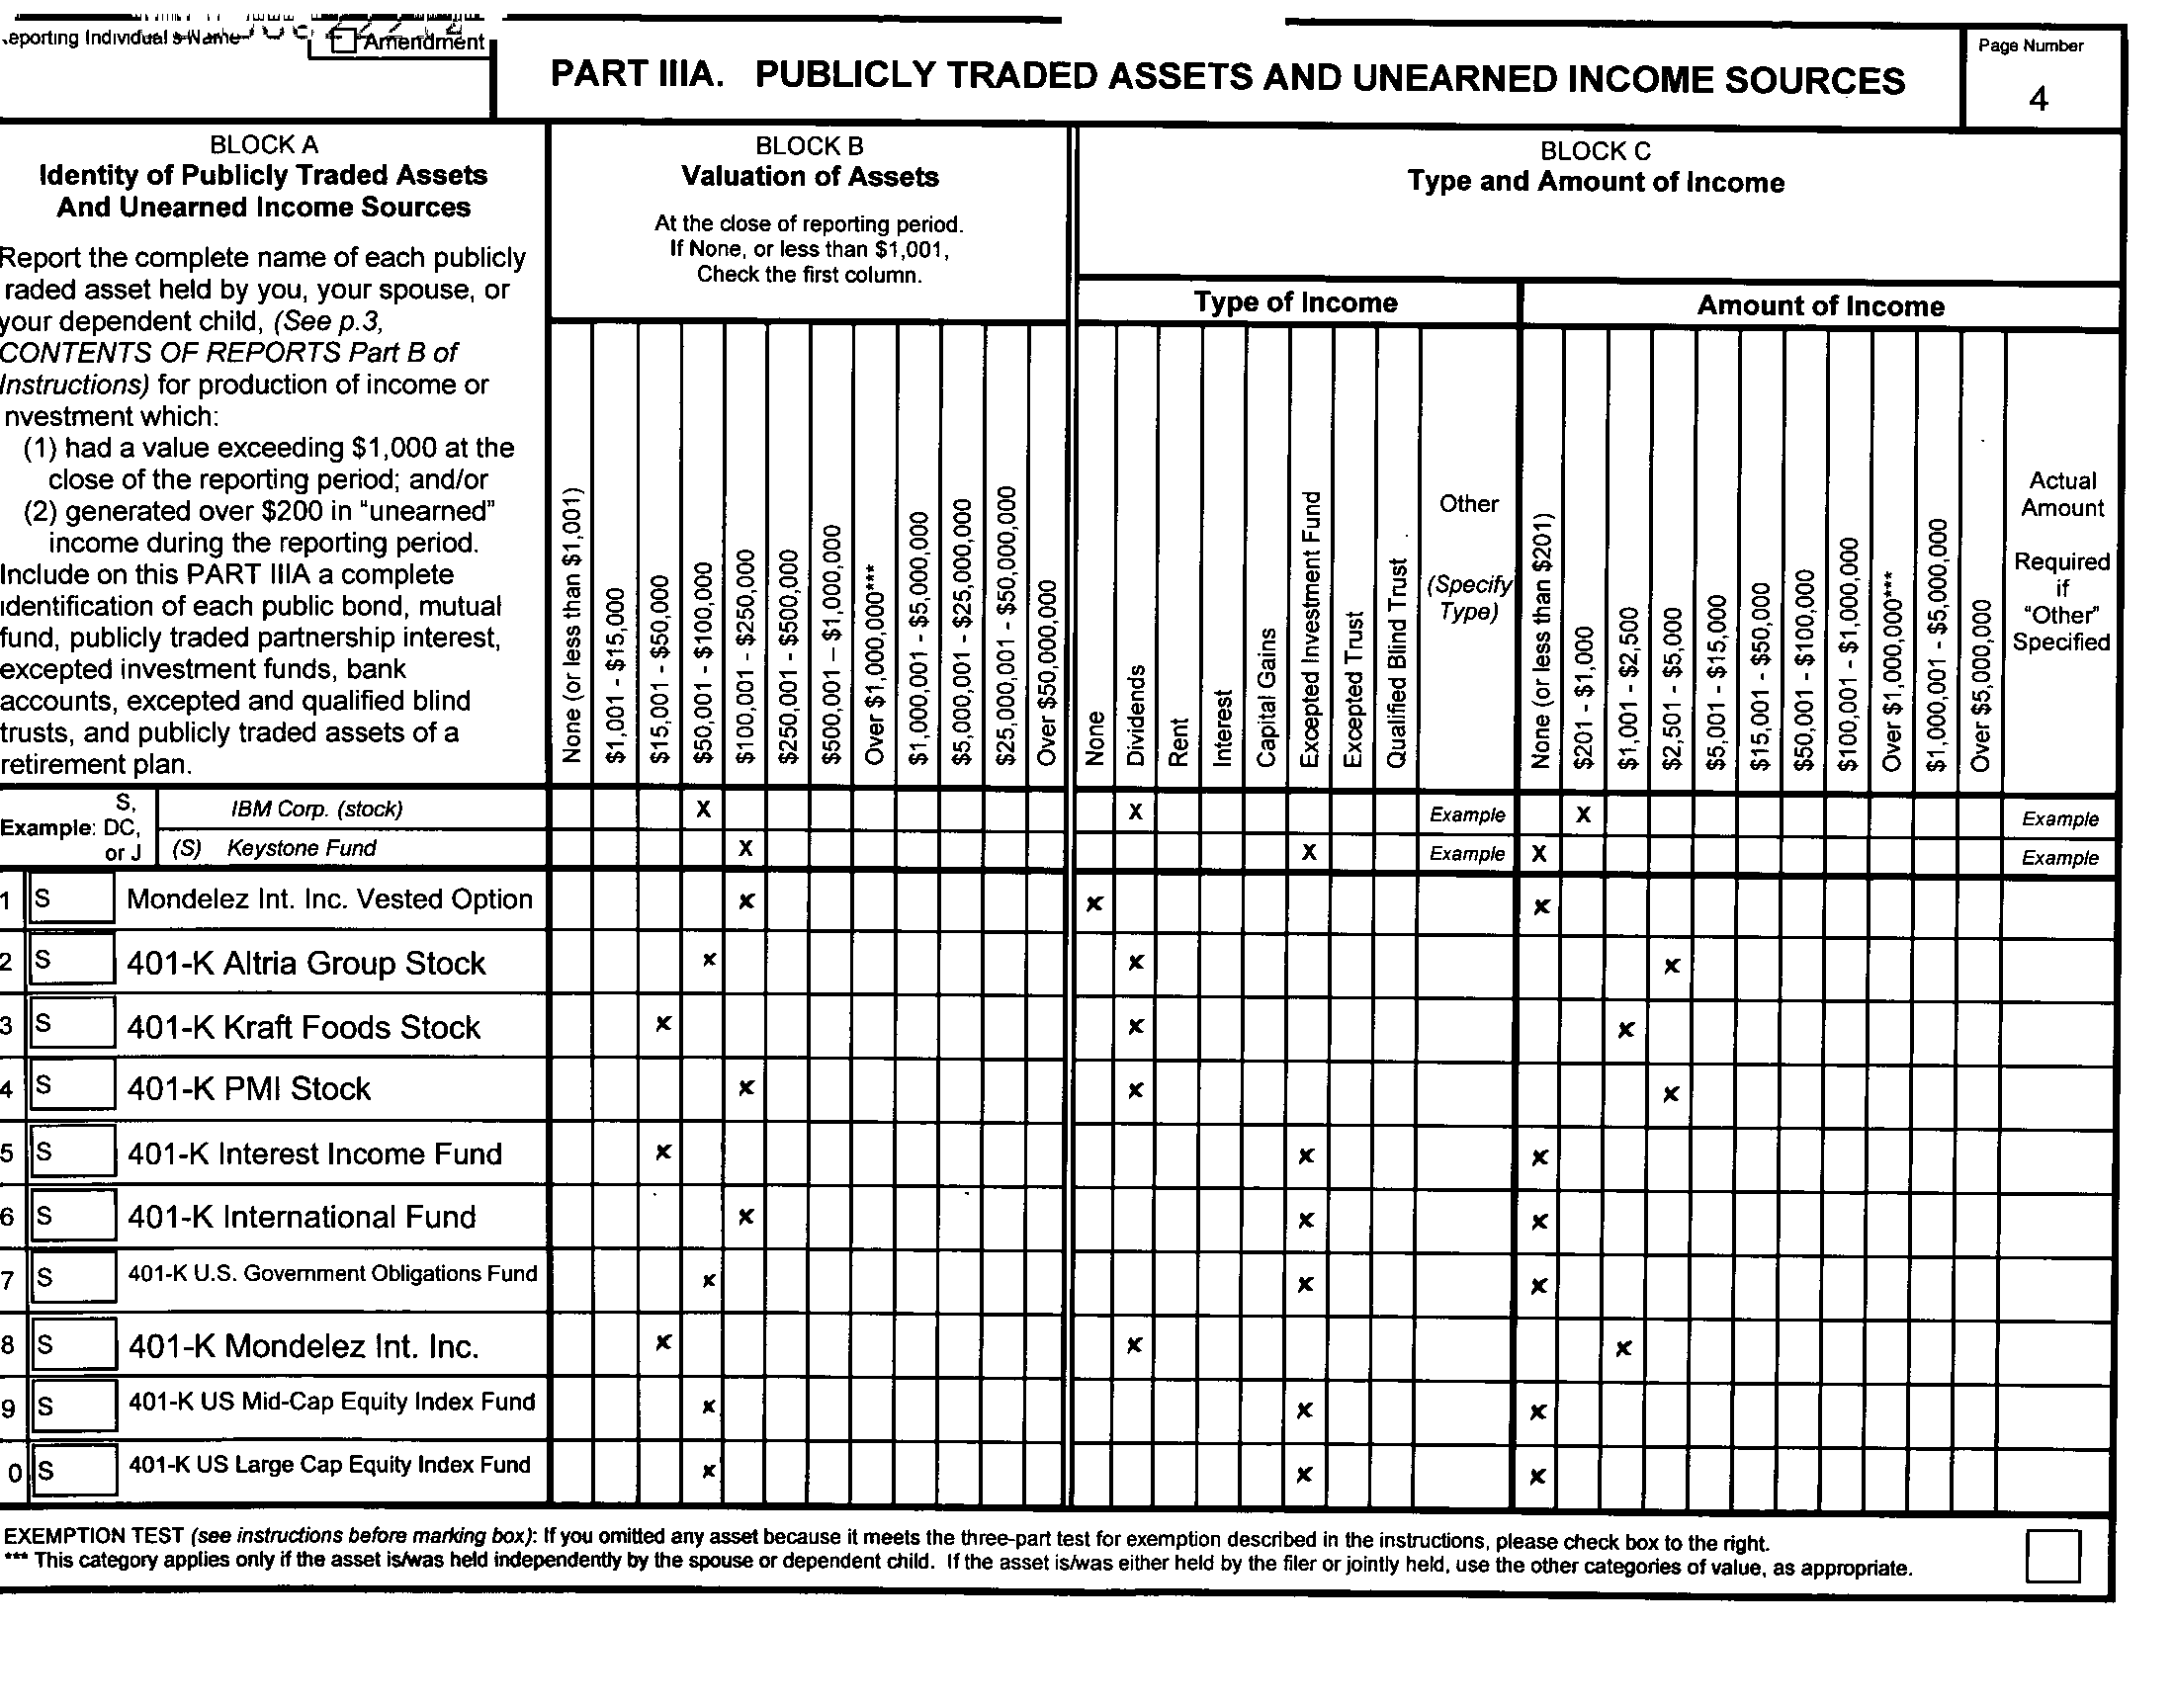 eporting Individual's Name
Amendment
PART IIIA. PUBLICLY TRADED ASSETS AND UNEARNED INCOME SOURCES
Page Number
4
BLOCK A
Identity of Publicly Traded Assets
And Unearned Income Sources
Report the complete name of each publicly
raded asset held by you, your spouse, or
your dependent child, (See p.3,
CONTENTS OF REPORTS Part B of
Instructions) for production of income or
nvestment which:
(1) had a value exceeding $1,000 at the
close of the reporting period; and/or
(2) generated over $200 in "unearned"
income during the reporting period.
Include on this PART IIIA a complete
identification of each public bond, mutual
fund, publicly traded partnership interest,
excepted investment funds, bank
accounts, excepted and qualified blind
trusts, and publicly traded assets of a
retirement plan.
BLOCK B
Valuation of Assets
At the close of reporting period.
If None, or less than $1,001,
Check the first column.
BLOCK C
Type and Amount of Income
Type of Income
Amount of Income
None (or less than $1,001)
$1,001 - $15,000
$15,001 - $50,000
$50,001 - $100,000
$100,001 - $250,000
$250,001 - $500,000
$500,001 – $1,000,000
Over $1,000,000***
$1,000,001 - $5,000,000
$5,000,001 - $25,000,000
$25,000,001 - $50,000,000
Over $50,000,000
None
Dividends
Rent
Interest
Capital Gains
Excepted Investment Fund
Excepted Trust
Qualified Blind Trust
Other
(Specify
Type)
None (or less than $201)
$201 - $1,000
$1,001 - $2,500
$2,501 - $5,000
$5,001 - $15,000
$15,001 - $50,000
$50,001 - $100,000
$100,001 - $1,000,000
Over $1,000,000***
$1,000,001 - $5,000,000
Over $5,000,000
Actual
Amount
Required
if
"Other"
Specified
Example:
S,
DC,
or J
IBM Corp. (stock) X X Example X Example
(S) Keystone Fund X X Example X Example
1 S Mondelez Int. Inc. Vested Option x x x
2 S 401-K Altria Group Stock x x x
3 S 401-K Kraft Foods Stock x x x
4 S 401-K PMI Stock x x x
5 S 401-K Interest Income Fund x x x
6 S 401-K International Fund x x x
7 S 401-K U.S. Government Obligations Fund x x x
8 S 401-K Mondelez Int. Inc. x x x
9 S 401-K US Mid-Cap Equity Index Fund x x x
0 S 401-K US Large Cap Equity Index Fund x x x
EXEMPTION TEST (see instructions before marking box): If you omitted any asset because it meets the three-part test for exemption described in the instructions, please check box to the right.
*** This category applies only if the asset is/was held independently by the spouse or dependent child. If the asset is/was either held by the filer or jointly held, use the other categories of value, as appropriate.